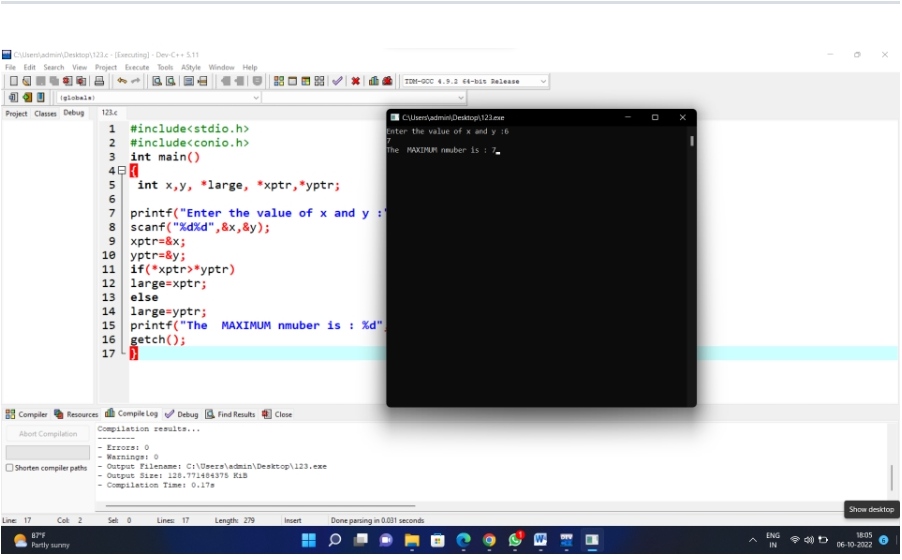 C:\Users\admin\Desktop\123.c - [Executing] - Dev-C++ 5.11
File Edit Search View Project Execute Tools AStyle Window Help
TDM-GCC 4.9.2 64-bit Release
(globals)
Project Classes Debug
123.c
1 #include<stdio.h>
2 #include<conio.h>
3 int main()
4 {
5 int x,y, *large, *xptr,*yptr;
6
7 printf("Enter the value of x and y :"
8 scanf("%d%d",&x,&y);
9 xptr=&x;
10 yptr=&y;
11 if(*xptr>*yptr)
12 large=xptr;
13 else
14 large=yptr;
15 printf("The  MAXIMUM nmuber is : %d"
16 getch();
17 }
C:\Users\admin\Desktop\123.exe
Enter the value of x and y :6
7
The  MAXIMUM nmuber is : 7
Compiler Resources Compile Log Debug Find Results Close
Abort Compilation
Shorten compiler paths
Compilation results...
--------
- Errors: 0
- Warnings: 0
- Output Filename: C:\Users\admin\Desktop\123.exe
- Output Size: 128.771484375 KiB
- Compilation Time: 0.17s
Show desktop
Line: 17 Col: 2 Sel: 0 Lines: 17 Length: 279 Insert Done parsing in 0.031 seconds
87°F
Partly sunny
1
ENG
IN
18:05
06-10-2022
6